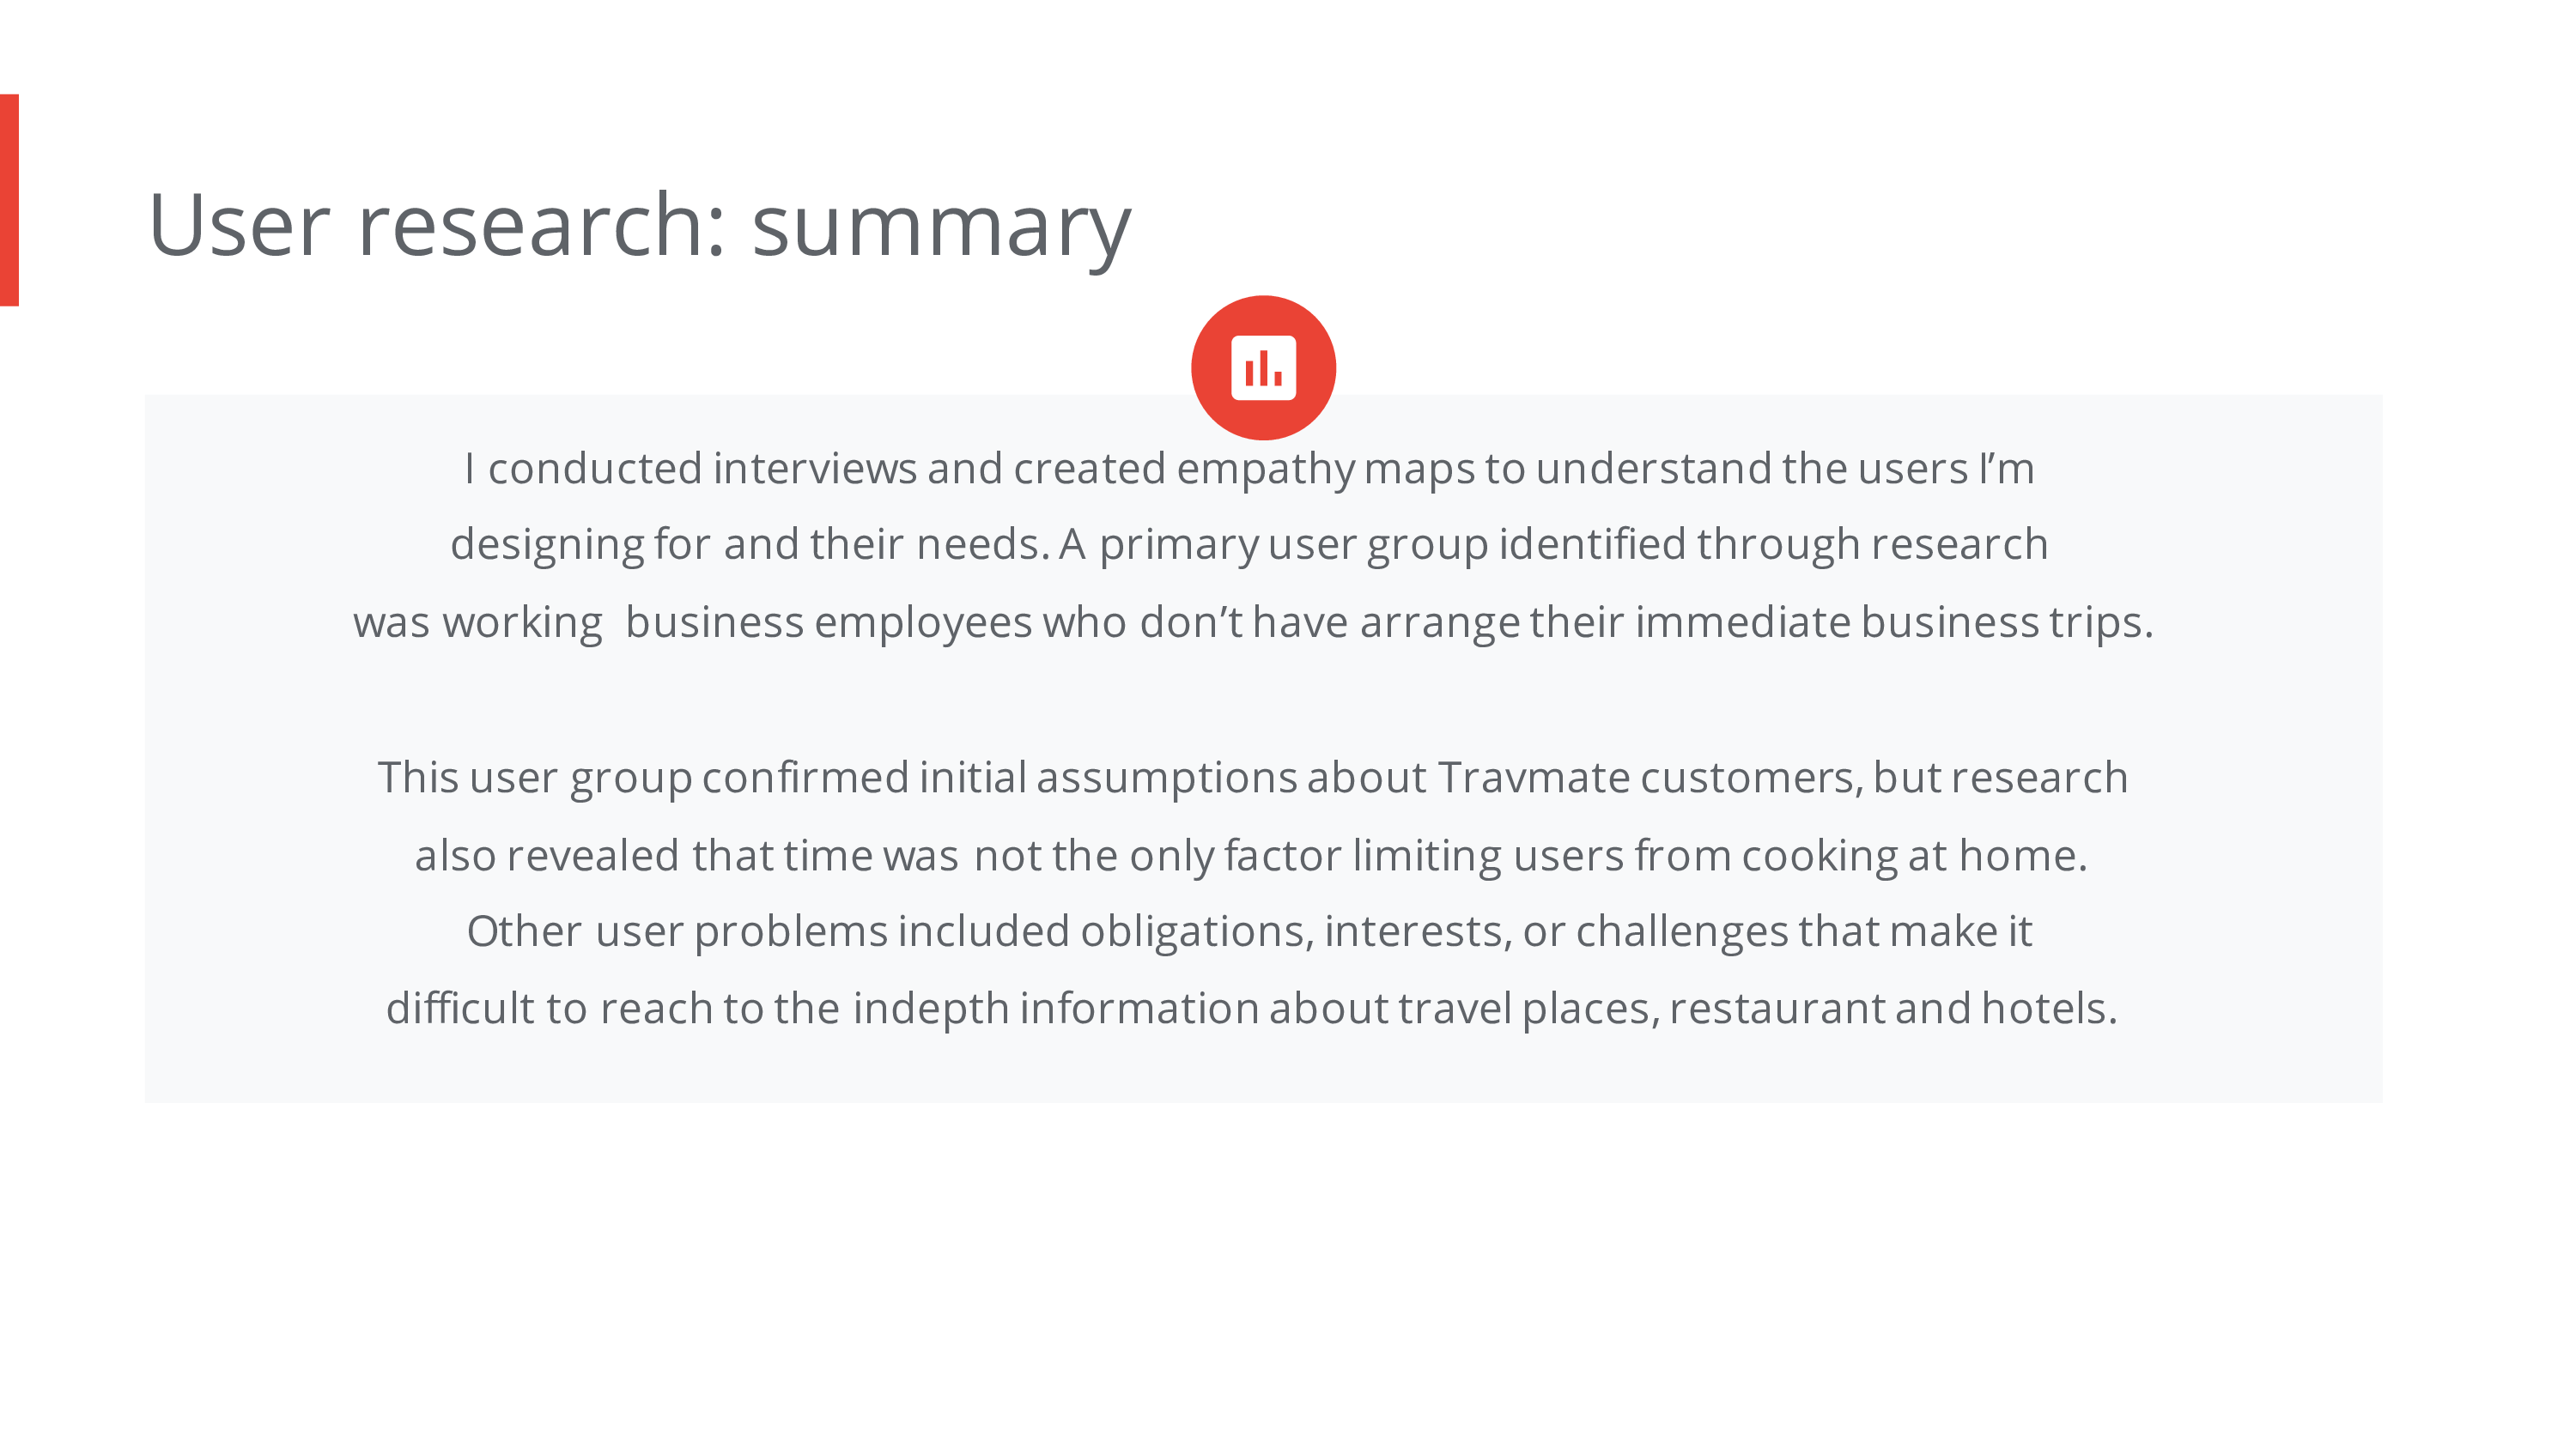 User research: summary
I conducted interviews and created empathy maps to understand the users I’m
designing for and their needs. A primary user group identified through research
was working  business employees who don’t have arrange their immediate business trips.
This user group confirmed initial assumptions about Travmate customers, but research
also revealed that time was not the only factor limiting users from cooking at home.
Other user problems included obligations, interests, or challenges that make it
difficult to reach to the indepth information about travel places, restaurant and hotels.